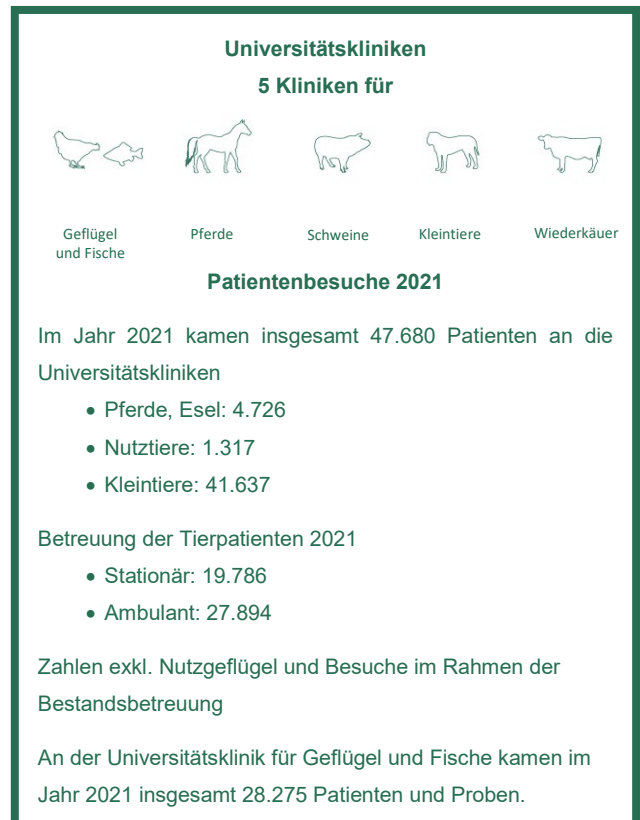 Universitätskliniken
5 Kliniken für
Geflügel
und Fische
Pferde
Schweine
Kleintiere
Wiederkäuer
Patientenbesuche 2021
Im Jahr 2021 kamen insgesamt 47.680 Patienten an die
Universitätskliniken
• Pferde, Esel: 4.726
• Nutztiere: 1.317
• Kleintiere: 41.637
Betreuung der Tierpatienten 2021
• Stationär: 19.786
• Ambulant: 27.894
Zahlen exkl. Nutzgeflügel und Besuche im Rahmen der
Bestandsbetreuung
An der Universitätsklinik für Geflügel und Fische kamen im
Jahr 2021 insgesamt 28.275 Patienten und Proben.